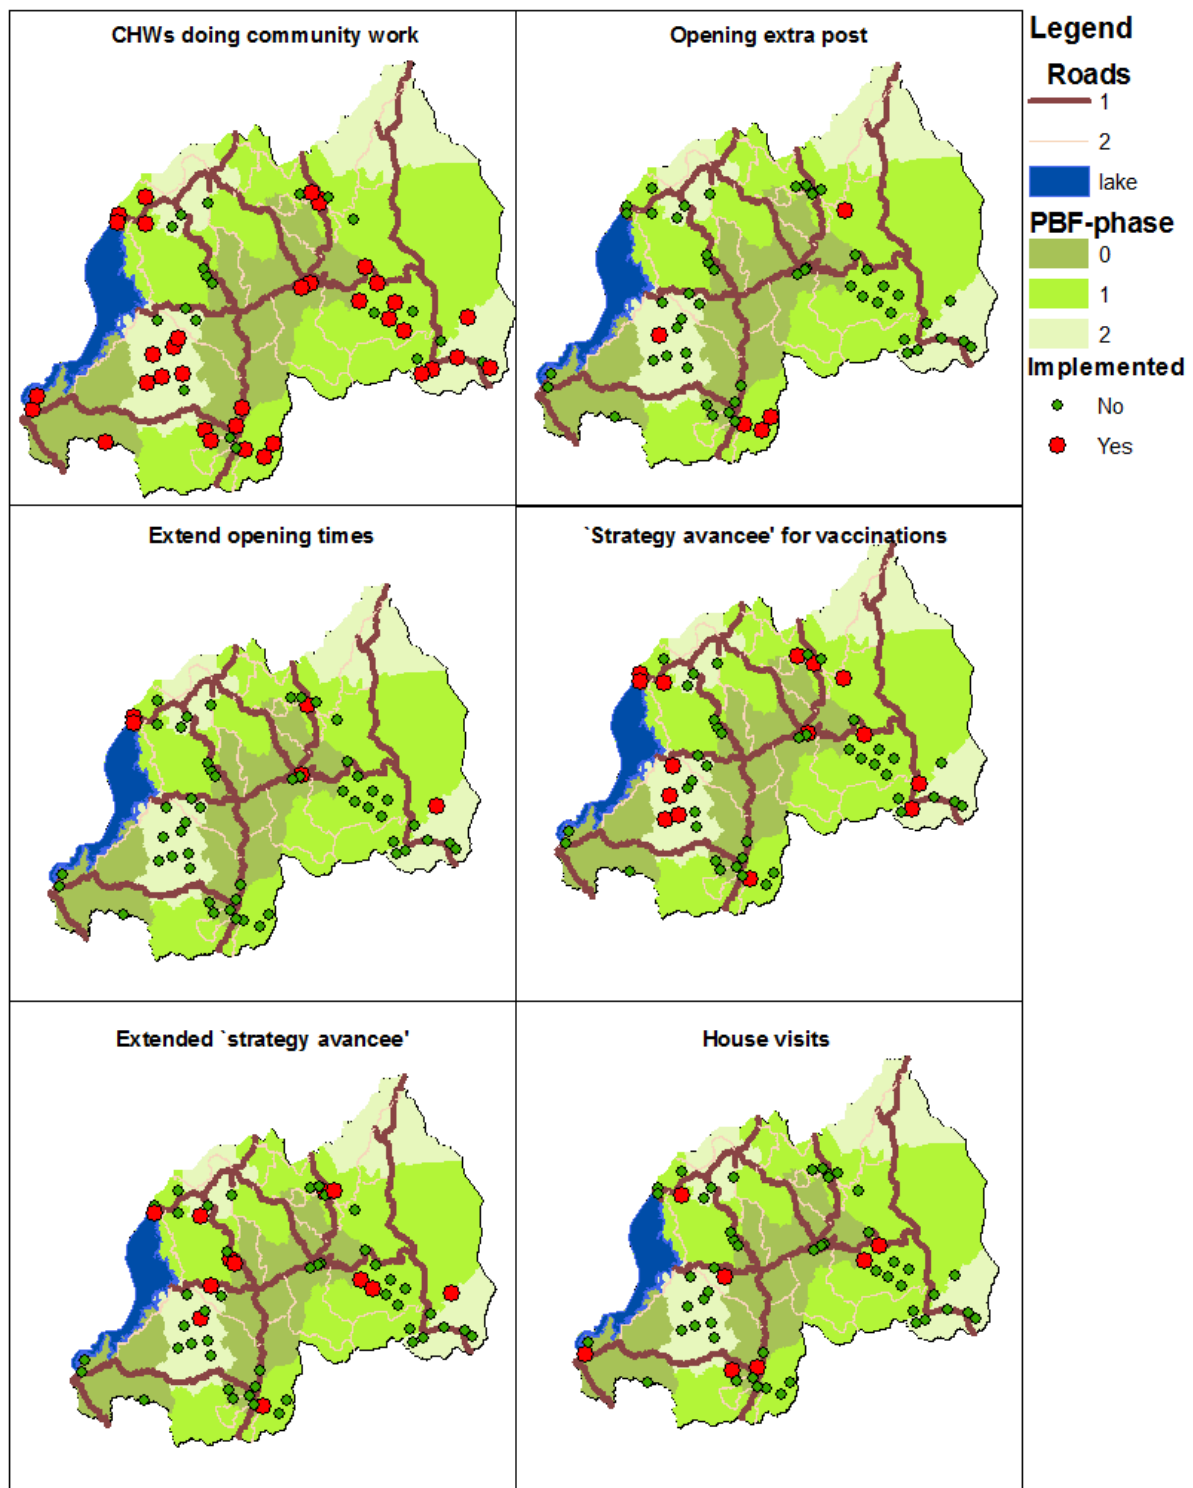 CHWs doing community work
Opening extra post
Legend
Roads
1
2
lake
PBF-phase
0
1
2
Implemented
No
Yes
Extend opening times
`Strategy avancee' for vaccinations
Extended `strategy avancee'
House visits